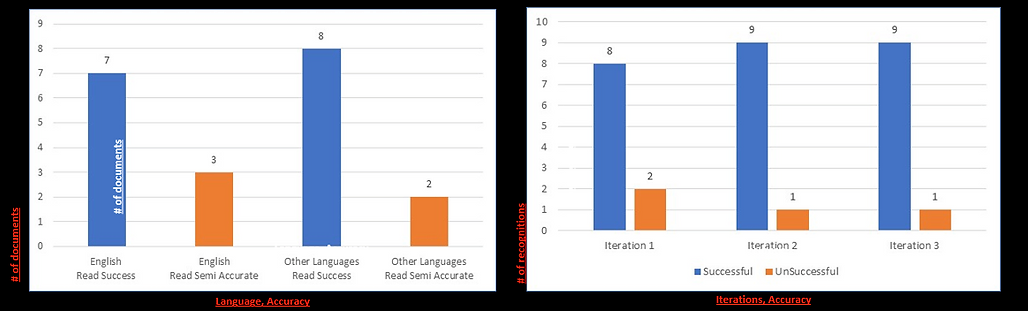 9
8
7
6
5
4
3
2
1
0
7
3
8
2
# of documents
# of documents
English
Read Success
English
Read Semi Accurate
Other Languages
Read Success
Other Languages
Read Semi Accurate
Language, Accuracy
10
9
8
7
6
5
4
3
2
1
0
8
2
9
1
9
1
# of recognitions
Iteration 1
Iteration 2
Iteration 3
Successful
UnSuccessful
Iterations, Accuracy